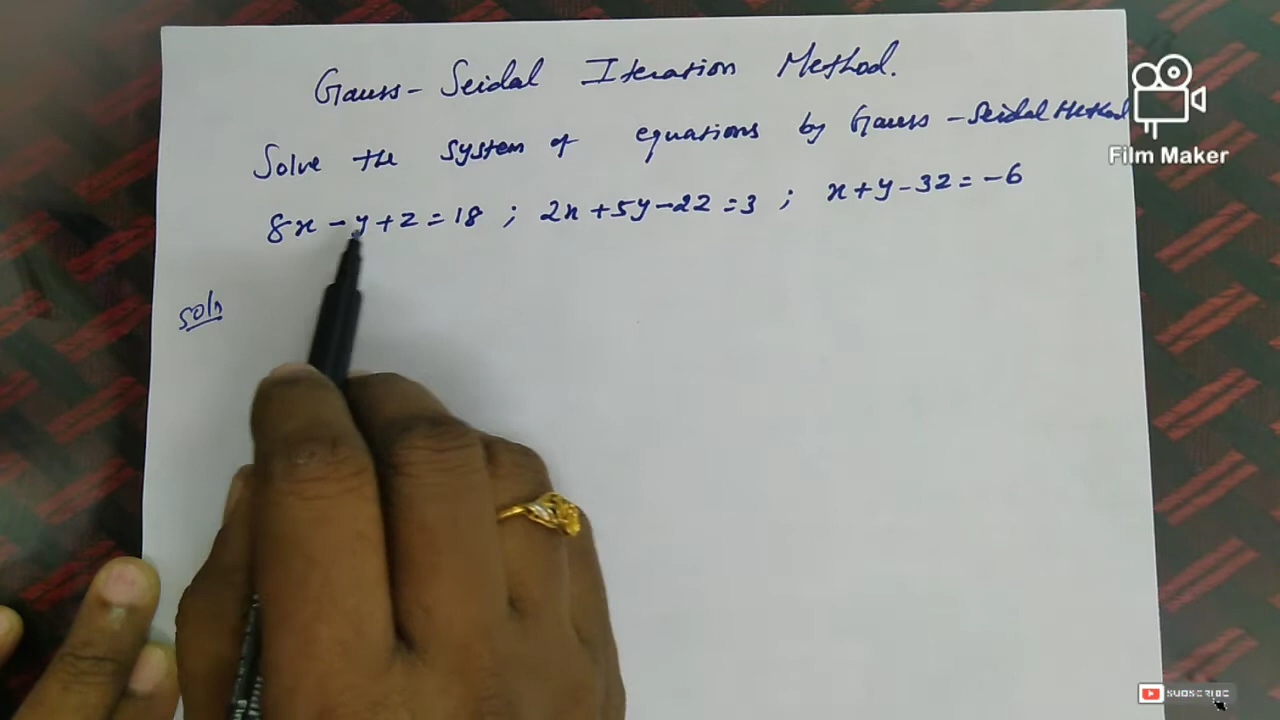 Gauss-Seidal Iteration Method.
Solve the system of equations by Gauss-Seidal Method
8x-y+z=18 ; 2x+5y-2z=3 ; x+y-3z=-6
Soln
Film Maker
SUBSCRIBE